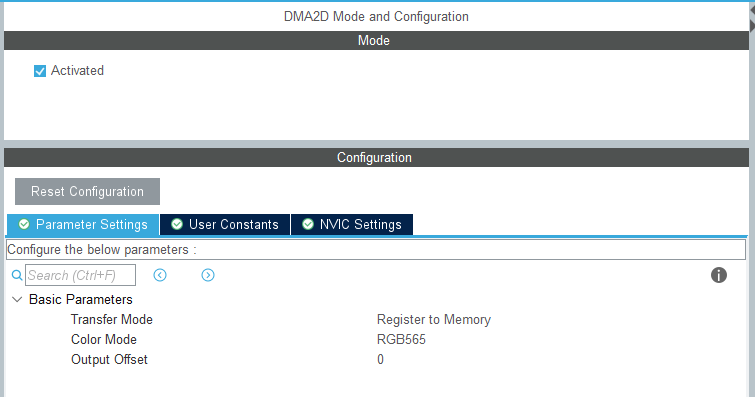 DMA2D Mode and Configuration
Mode
Activated
Configuration
Reset Configuration
Parameter Settings User Constants NVIC Settings
Configure the below parameters :
Search (Ctrl+F)
Basic Parameters
Transfer Mode Register to Memory
Color Mode RGB565
Output Offset 0